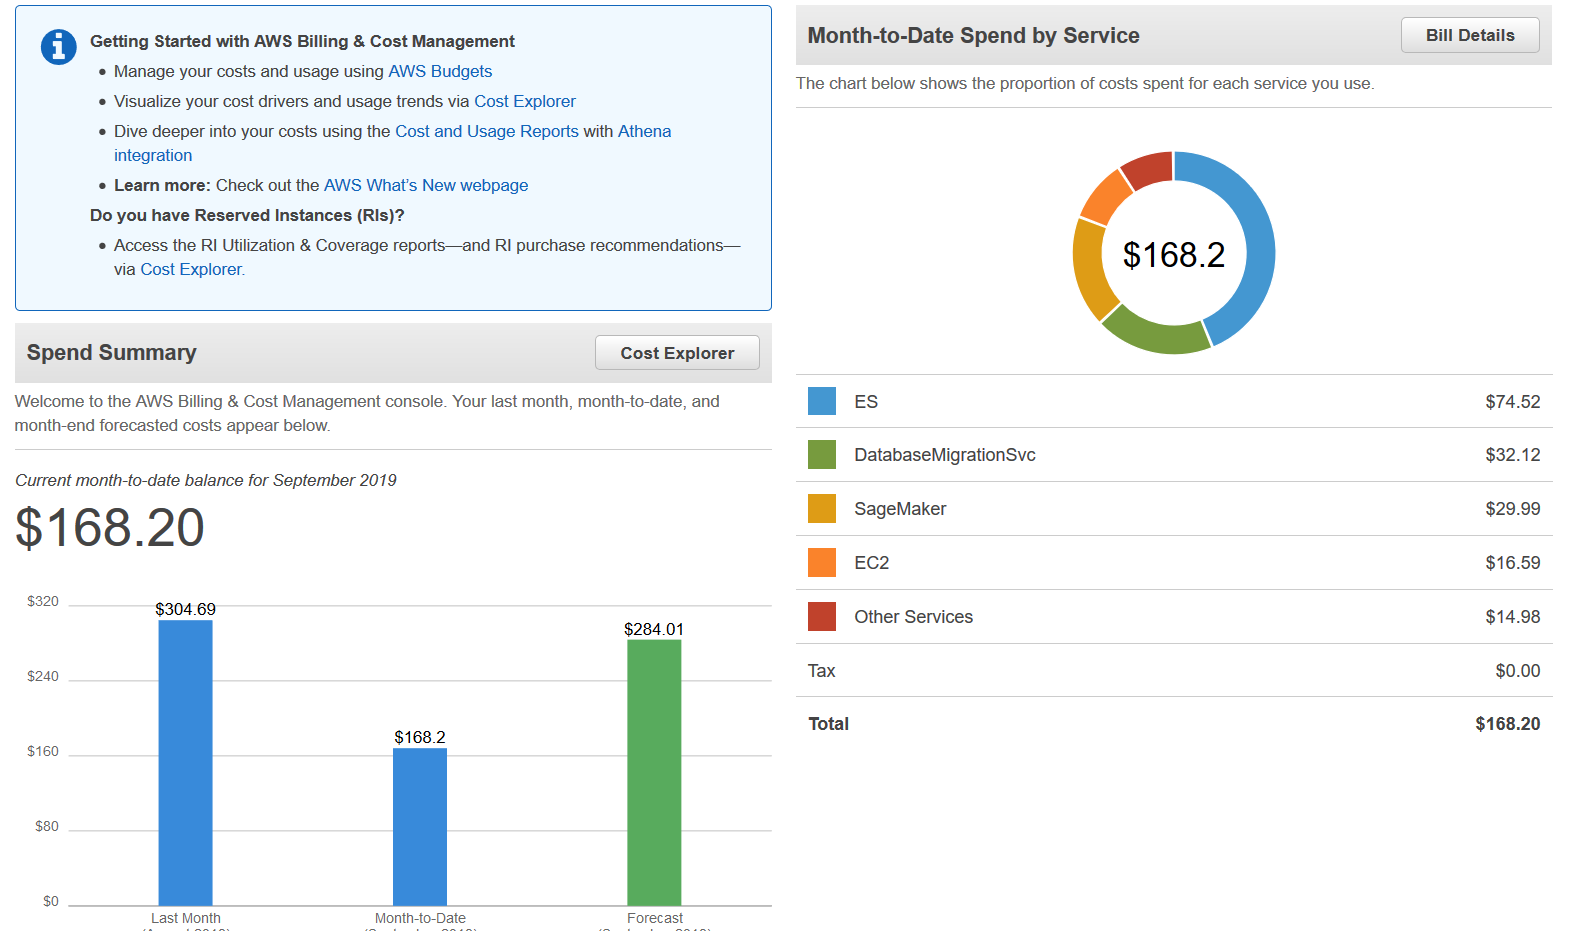 Getting Started with AWS Billing & Cost Management
Manage your costs and usage using AWS Budgets
Visualize your cost drivers and usage trends via Cost Explorer
Dive deeper into your costs using the Cost and Usage Reports with Athena
integration
Learn more: Check out the AWS What's New webpage
Do you have Reserved Instances (RIs)?
Access the RI Utilization & Coverage reports—and RI purchase recommendations—
via Cost Explorer.
Spend Summary
Cost Explorer
Welcome to the AWS Billing & Cost Management console. Your last month, month-to-date, and
month-end forecasted costs appear below.
Current month-to-date balance for September 2019
$168.20
$320
$240
$160
$80
$0
$304.69
$168.2
$284.01
Last Month
Month-to-Date
Forecast
Month-to-Date Spend by Service
Bill Details
The chart below shows the proportion of costs spent for each service you use.
$168.2
ES $74.52
DatabaseMigrationSvc $32.12
SageMaker $29.99
EC2 $16.59
Other Services $14.98
Tax $0.00
Total $168.20